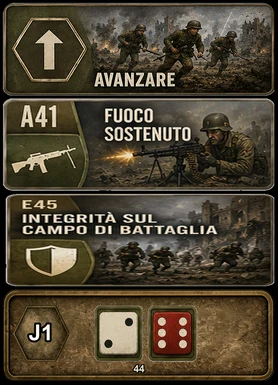 AVANZARE
A41
FUOCO
SOSTENUTO
E45
INTEGRITÀ SUL
CAMPO DI BATTAGLIA
J1
44